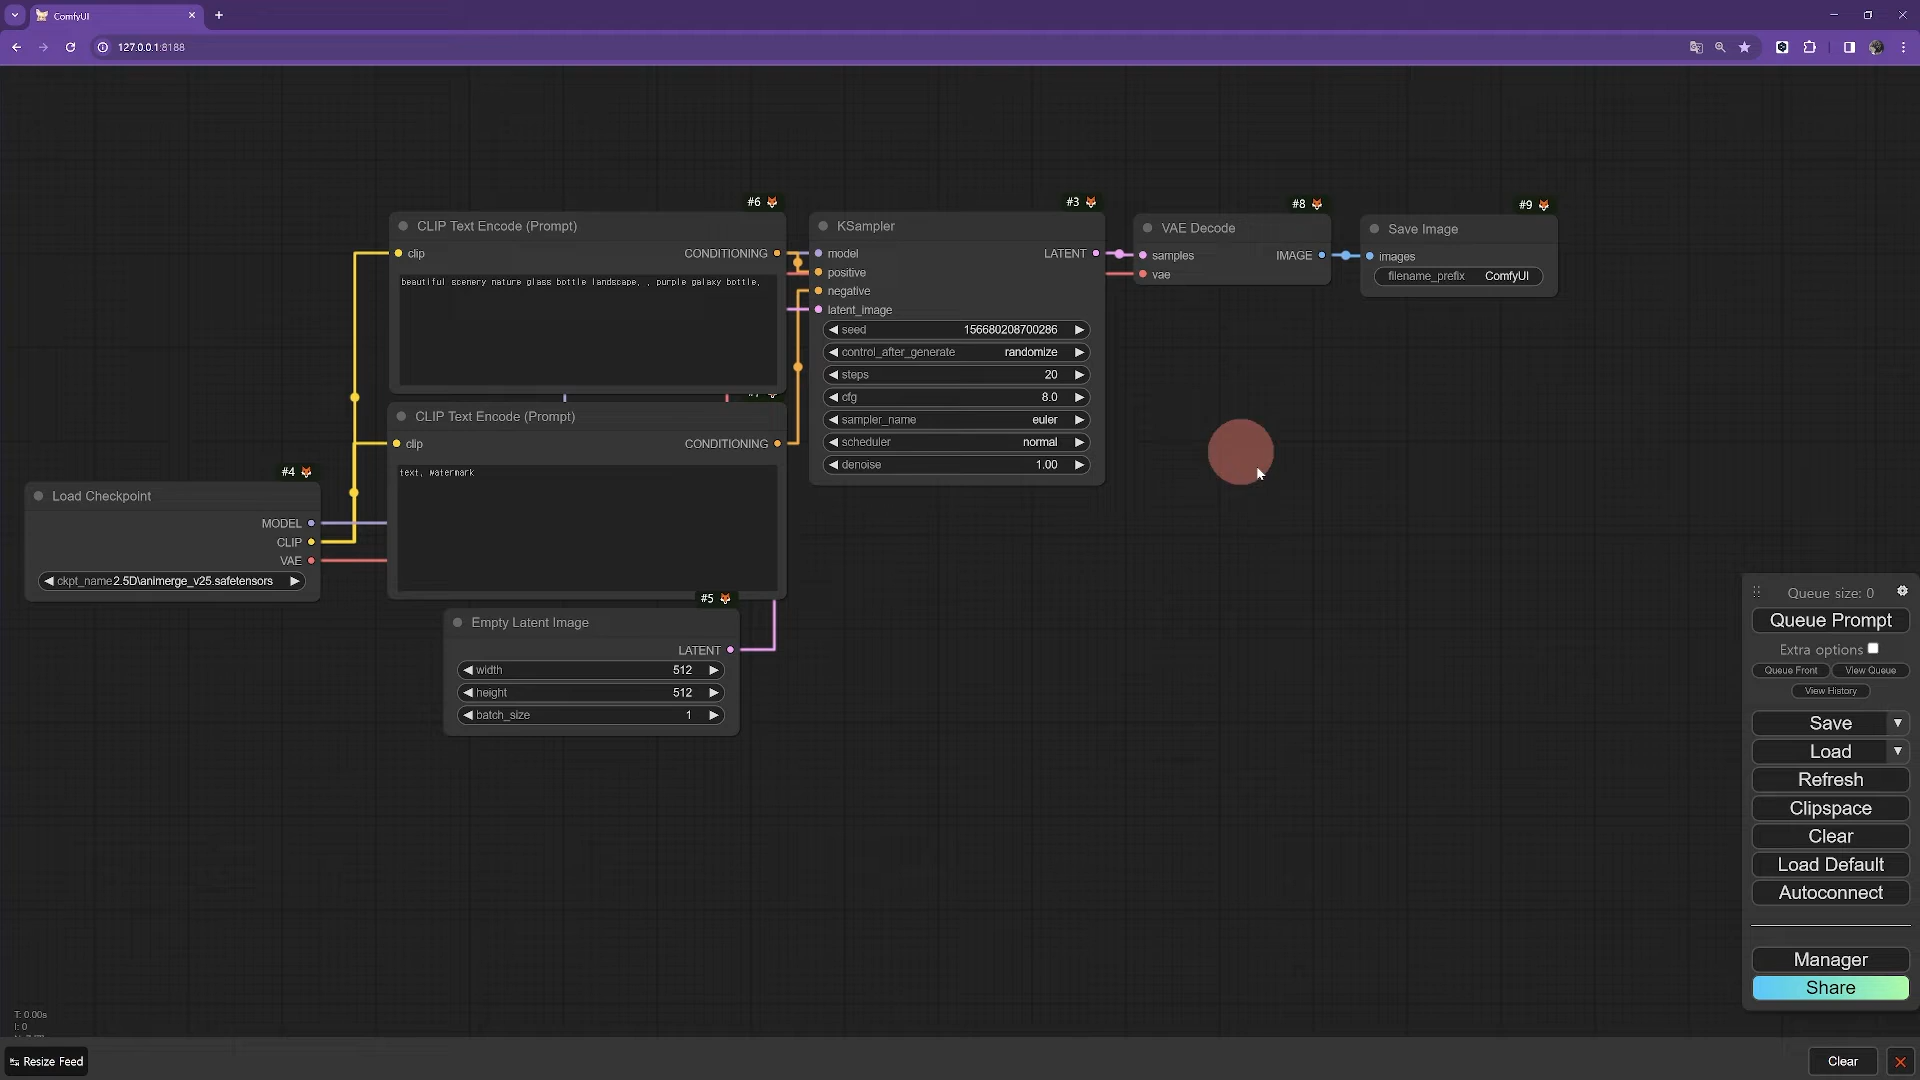 ComfyUI
127.0.0.1:8188
#6
CLIP Text Encode (Prompt)
clip
CONDITIONING
beautiful scenery nature glass bottle landscape, , purple galaxy bottle,
CLIP Text Encode (Prompt)
clip
CONDITIONING
text, watermark
#4
Load Checkpoint
MODEL
CLIP
VAE
ckpt_name 2.5D\animerge_v25.safetensors
#5
Empty Latent Image
LATENT
width 512
height 512
batch_size 1
#3
KSampler
model
LATENT
positive
negative
latent_image
seed 156680208700286
control_after_generate randomize
steps 20
cfg 8.0
sampler_name euler
scheduler normal
denoise 1.00
#8
VAE Decode
samples
IMAGE
vae
#9
Save Image
images
filename_prefix ComfyUI
Queue size: 0
Queue Prompt
Extra options
Queue Front
View Queue
View History
Save
Load
Refresh
Clipspace
Clear
Load Default
Autoconnect
Manager
Share
T: 0.00s
I: 0
Resize Feed
Clear